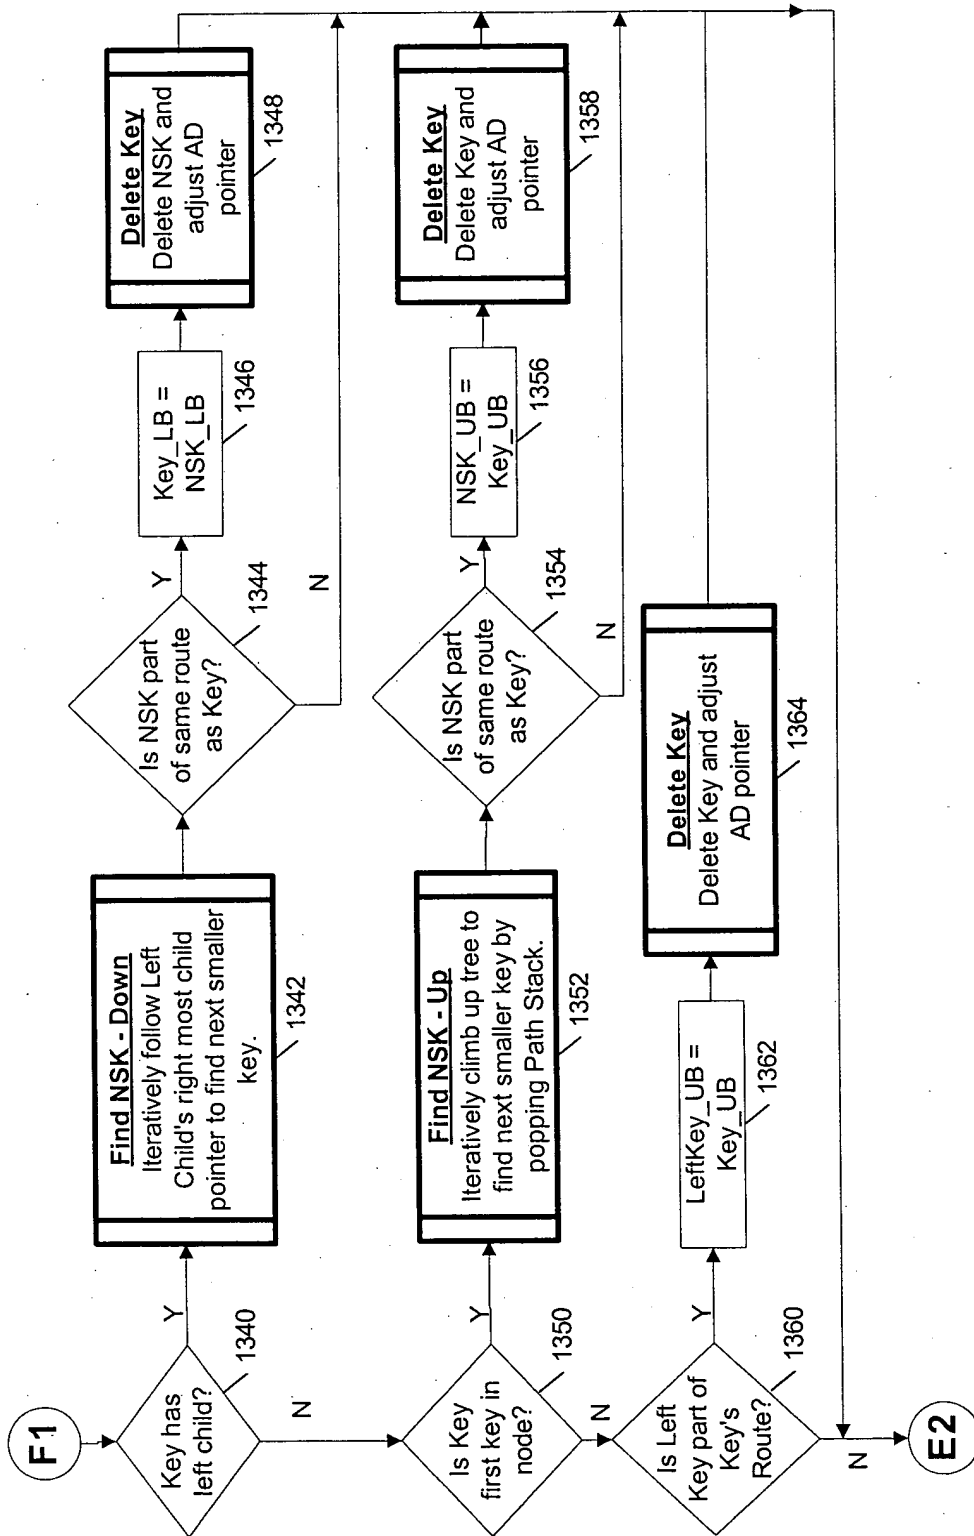 F1
Key has
left child?
1340
Y
N
Find NSK - Down
Iteratively follow Left
Child's right most child
pointer to find next smaller
key.
1342
Is NSK part
of same route
as Key?
1344
Y
N
Key_LB =
NSK_LB
1346
Delete Key
Delete NSK and
adjust AD
pointer
1348
Is Key
first key in
node?
1350
Y
N
Find NSK - Up
Iteratively climb up tree to
find next smaller key by
popping Path Stack.
1352
Is NSK part
of same route
as Key?
1354
Y
N
NSK_UB =
Key_UB
1356
Delete Key
Delete Key and
adjust AD
pointer
1358
Is Left
Key part of
Key's
Route?
1360
Y
N
LeftKey_UB =
Key_UB
1362
Delete Key
Delete Key and adjust
AD pointer
1364
E2